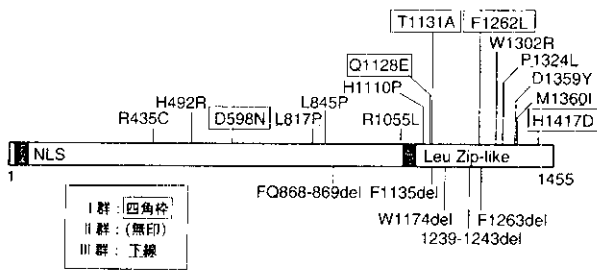 T1131A
F1262L
W1302R
Q1128E
P1324L
L845P
H1110P
D1359Y
H492R
M1360I
R435C
D598N
L817P
R1055L
H1417D
NLS
Leu Zip-like
1
1455
FQ868-869del
F1135del
I 群 : 四角枠
W1174del
F1263del
II 群 : (無印)
1239-1243del
III 群 : 下線